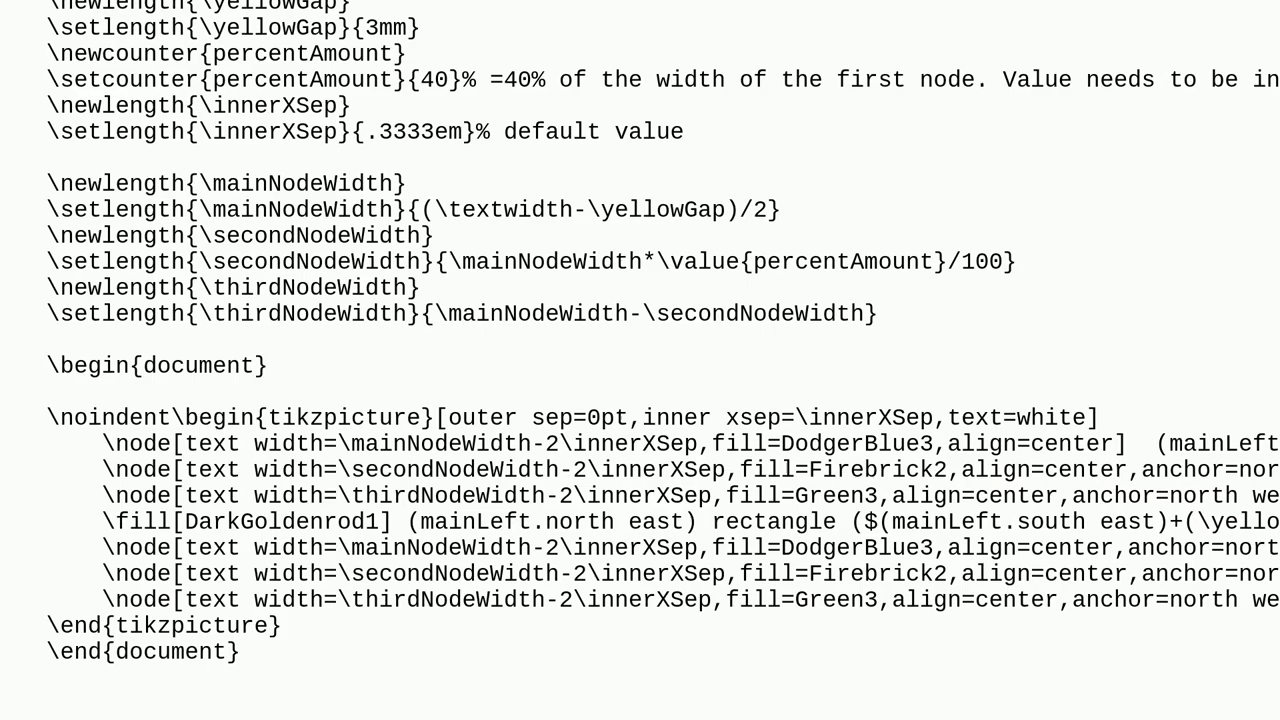 \newlength{\yellowGap}
\setlength{\yellowGap}{3mm}
\newcounter{percentAmount}
\setcounter{percentAmount}{40}% =40% of the width of the first node. Value needs to be in
\newlength{\innerXSep}
\setlength{\innerXSep}{.3333em}% default value
\newlength{\mainNodeWidth}
\setlength{\mainNodeWidth}{(\textwidth-\yellowGap)/2}
\newlength{\secondNodeWidth}
\setlength{\secondNodeWidth}{\mainNodeWidth*\value{percentAmount}/100}
\newlength{\thirdNodeWidth}
\setlength{\thirdNodeWidth}{\mainNodeWidth-\secondNodeWidth}
\begin{document}
\noindent\begin{tikzpicture}[outer sep=0pt,inner xsep=\innerXSep,text=white]
\node[text width=\mainNodeWidth-2\innerXSep,fill=DodgerBlue3,align=center]  (mainLeft
\node[text width=\secondNodeWidth-2\innerXSep,fill=Firebrick2,align=center,anchor=nor
\node[text width=\thirdNodeWidth-2\innerXSep,fill=Green3,align=center,anchor=north we
\fill[DarkGoldenrod1] (mainLeft.north east) rectangle ($(mainLeft.south east)+(\yello
\node[text width=\mainNodeWidth-2\innerXSep,fill=DodgerBlue3,align=center,anchor=nort
\node[text width=\secondNodeWidth-2\innerXSep,fill=Firebrick2,align=center,anchor=nor
\node[text width=\thirdNodeWidth-2\innerXSep,fill=Green3,align=center,anchor=north we
\end{tikzpicture}
\end{document}